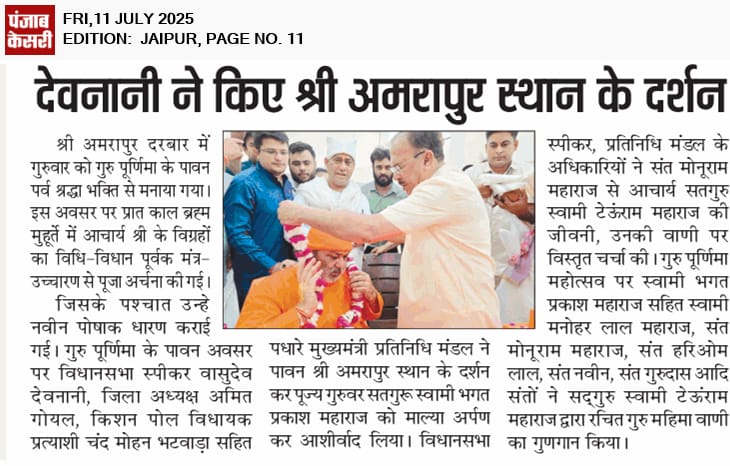 पंजाब
केसरी
FRI,11 JULY 2025
EDITION: JAIPUR, PAGE NO. 11
देवनानी ने किए श्री अमरापुर स्थान के दर्शन
श्री अमरापुर दरबार में
गुरुवार को गुरु पूर्णिमा के पावन
पर्व श्रद्धा भक्ति से मनाया गया।
इस अवसर पर प्रात काल ब्रह्म
मुहूर्त में आचार्य श्री के विग्रहों
का विधि-विधान पूर्वक मंत्र-
उच्चारण से पूजा अर्चना की गई।
जिसके पश्चात उन्हे
नवीन पोषाक धारण कराई
गई। गुरु पूर्णिमा के पावन अवसर
पर विधानसभा स्पीकर वासुदेव
देवनानी, जिला अध्यक्ष अमित
गोयल, किशन पोल विधायक
प्रत्याशी चंद मोहन भटवाड़ा सहित
पधारे मुख्यमंत्री प्रतिनिधि मंडल ने
पावन श्री अमरापुर स्थान के दर्शन
कर पूज्य गुरुवर सतगुरू स्वामी भगत
प्रकाश महाराज को माल्या अर्पण
कर आशीर्वाद लिया। विधानसभा
स्पीकर, प्रतिनिधि मंडल के
अधिकारियों ने संत मोनूराम
महाराज से आचार्य सतगुरु
स्वामी टेऊंराम महाराज की
जीवनी, उनकी वाणी पर
विस्तृत चर्चा की। गुरु पूर्णिमा
महोत्सव पर स्वामी भगत
प्रकाश महाराज सहित स्वामी
मनोहर लाल महाराज, संत
मोनूराम महाराज, संत हरिओम
लाल, संत नवीन, संत गुरुदास आदि
संतों ने सद्गुरु स्वामी टेऊंराम
महाराज द्वारा रचित गुरु महिमा वाणी
का गुणगान किया।